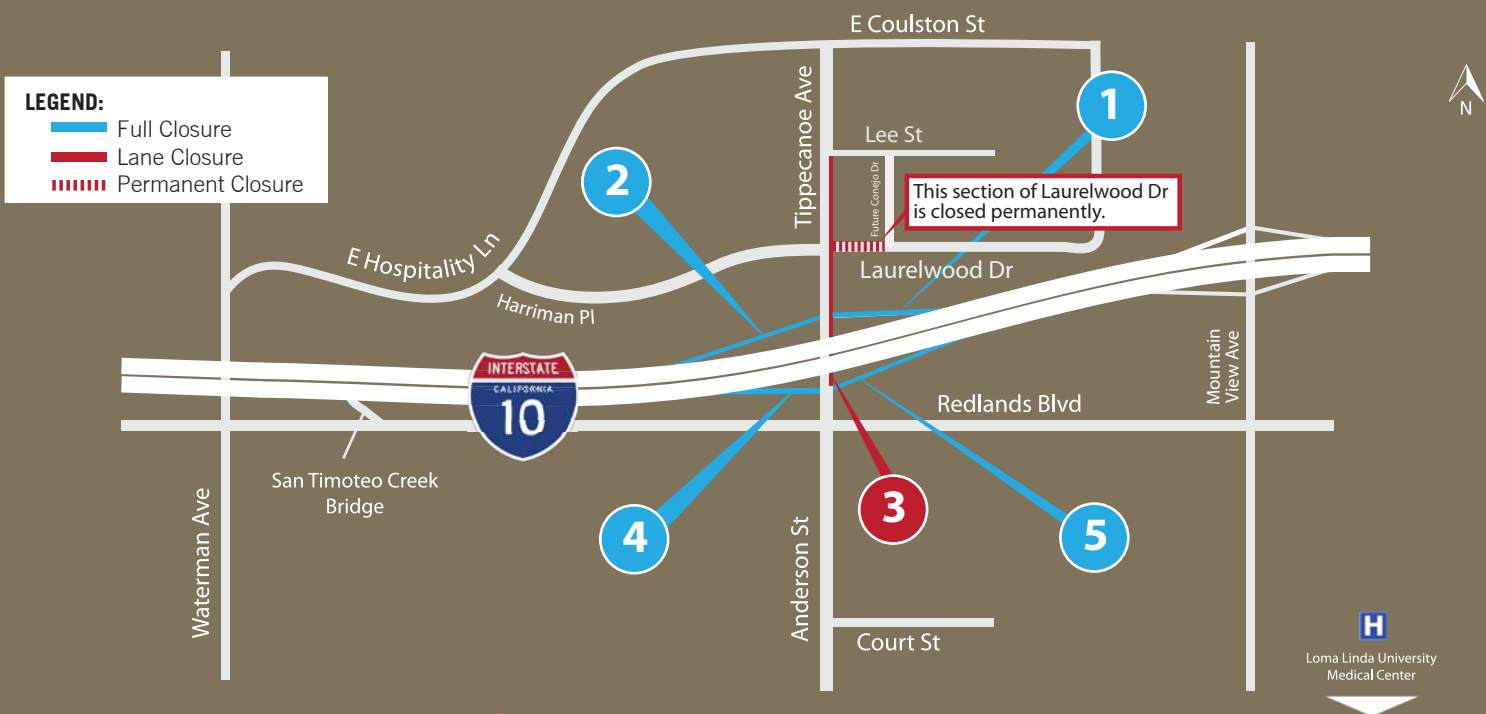 E Coulston St
LEGEND:
Full Closure
Lane Closure
Permanent Closure
N
1
Tippecanoe Ave
Lee St
2
Future Conejo Dr
This section of Laurelwood Dr
is closed permanently.
E Hospitality Ln
Laurelwood Dr
Harriman Pl
INTERSTATE
CALIFORNIA
10
Mountain
View Ave
Redlands Blvd
San Timoteo Creek
Bridge
Waterman Ave
3
4
5
Anderson St
Court St
H
Loma Linda University
Medical Center